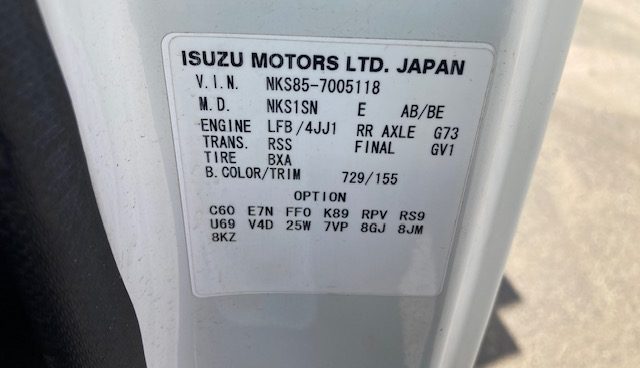 ISUZU MOTORS LTD. JAPAN
V.I.N. NKS85-7005118
M.D. NKS1SN E AB/BE
ENGINE LFB/4JJ1 RR AXLE G73
TRANS. RSS FINAL GV1
TIRE BXA
B.COLOR/TRIM 729/155
OPTION
C60 E7N FF0 K89 RPV RS9
U69 V4D 25W 7VP 8GJ 8JM
8KZ